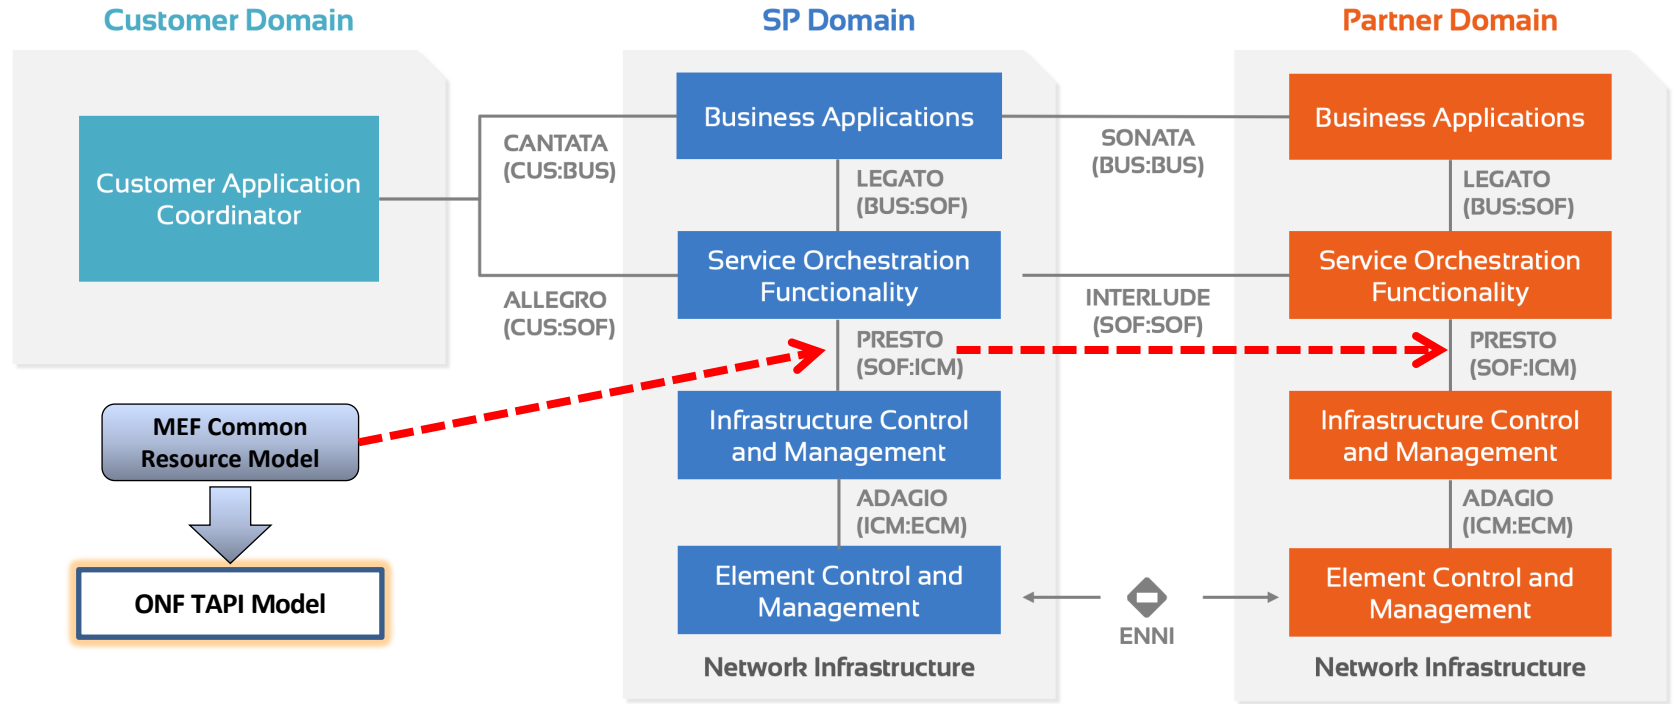 Customer Domain
SP Domain
Partner Domain
Customer Application
Coordinator
CANTATA
(CUS:BUS)
ALLEGRO
(CUS:SOF)
MEF Common
Resource Model
ONF TAPI Model
Business Applications
LEGATO
(BUS:SOF)
Service Orchestration
Functionality
PRESTO
(SOF:ICM)
Infrastructure Control
and Management
ADAGIO
(ICM:ECM)
Element Control and
Management
Network Infrastructure
SONATA
(BUS:BUS)
INTERLUDE
(SOF:SOF)
ENNI
Business Applications
LEGATO
(BUS:SOF)
Service Orchestration
Functionality
PRESTO
(SOF:ICM)
Infrastructure Control
and Management
ADAGIO
(ICM:ECM)
Element Control and
Management
Network Infrastructure